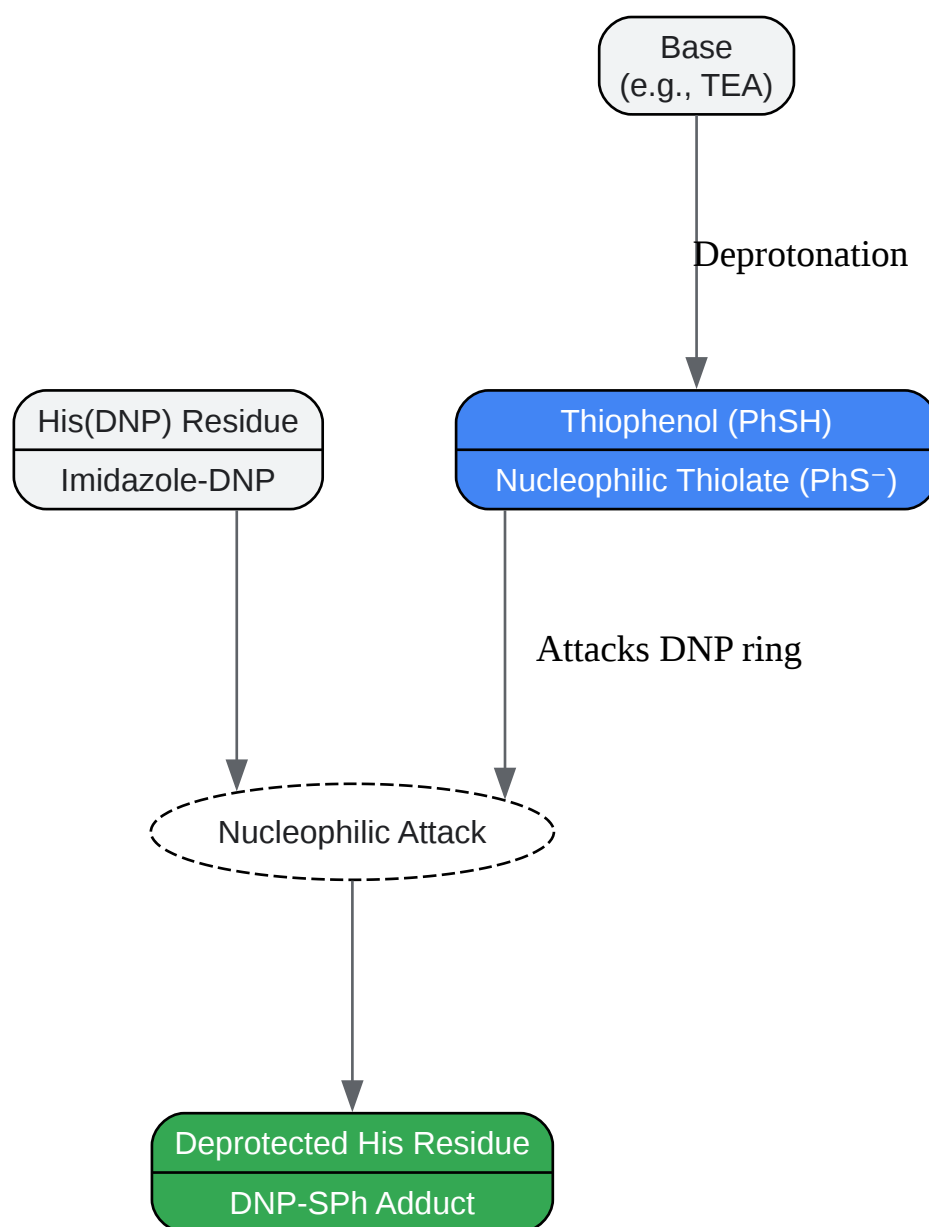 Base
(e.g., TEA)
Deprotonation
His(DNP) Residue
Imidazole-DNP
Thiophenol (PhSH)
Nucleophilic Thiolate (PhS⁻)
Attacks DNP ring
Nucleophilic Attack
Deprotected His Residue
DNP-SPh Adduct